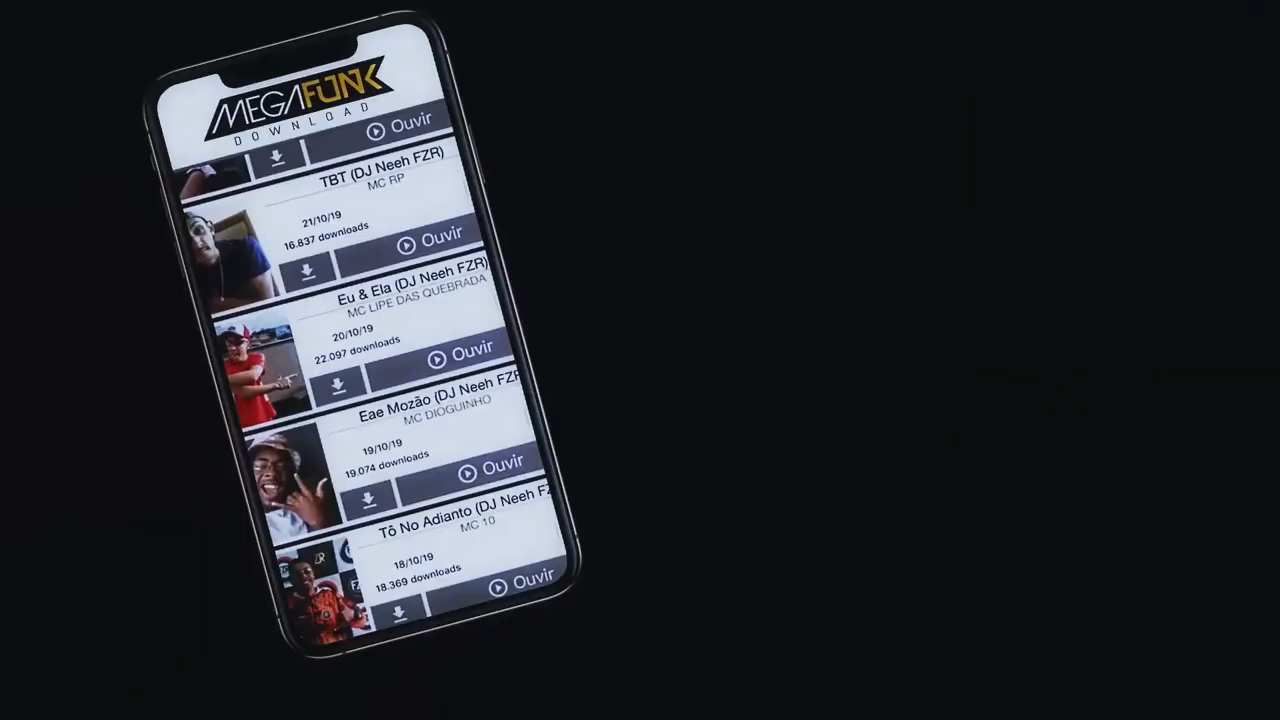 MEGAFUNK
DOWNLOAD
Ouvir
TBT (DJ Neeh FZR)
MC RP
21/10/19
16.837 downloads
Ouvir
Eu & Ela (DJ Neeh FZR)
MC LIPE DAS QUEBRADA
20/10/19
22.097 downloads
Ouvir
Eae Mozão (DJ Neeh FZR
MC DIOGUINHO
19/10/19
19.074 downloads
Ouvir
Tô No Adianto (DJ Neeh FZ
MC 10
18/10/19
18.369 downloads
Ouvir